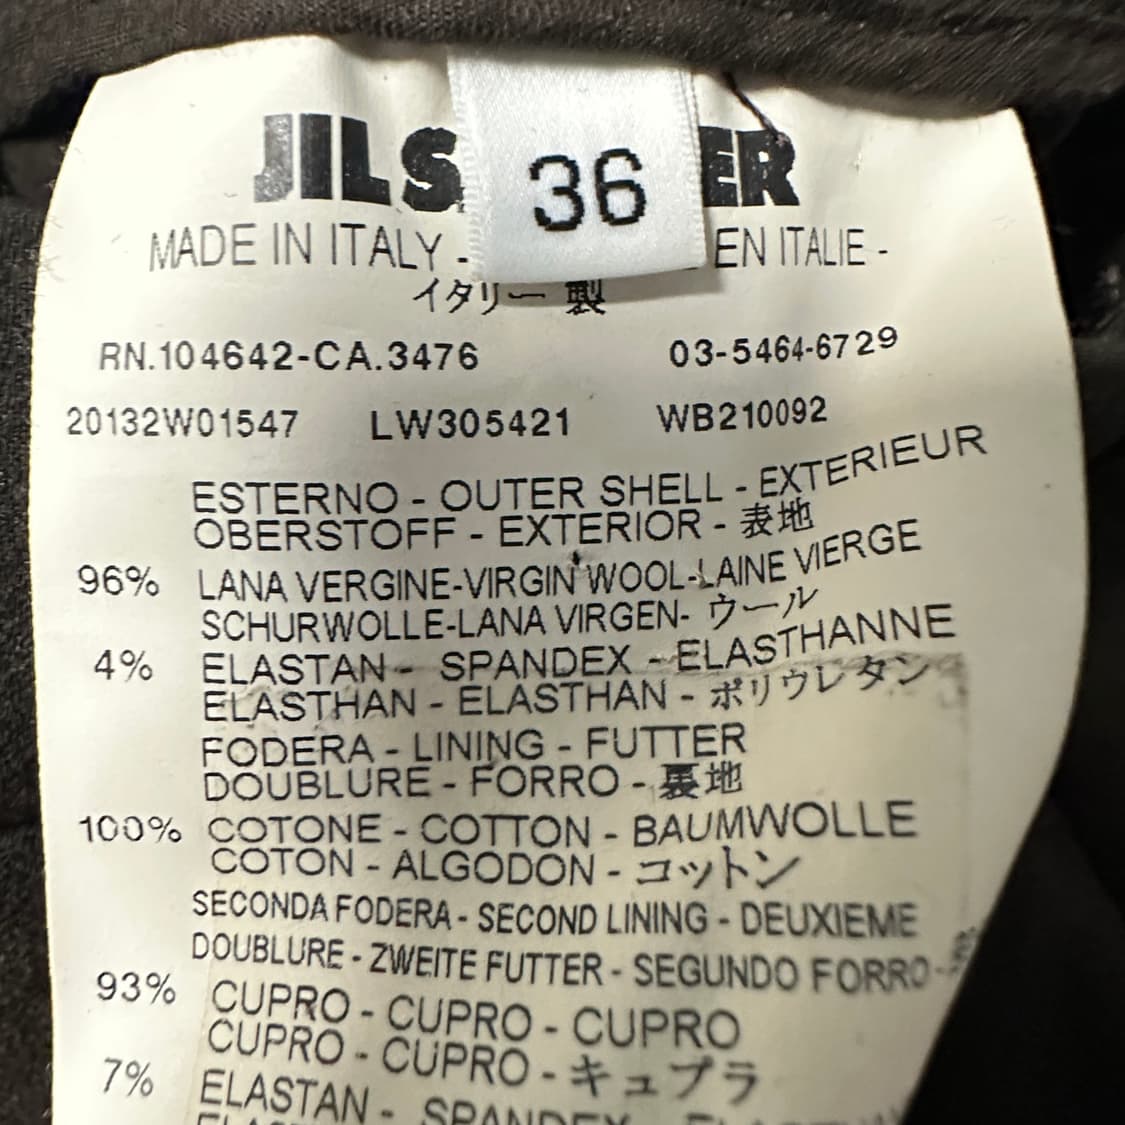 JIL S ER
36
MADE IN ITALY - EN ITALIE -
イタリー 製
RN.104642-CA.3476 03-5464-6729
20132W01547 LW305421 WB210092
ESTERNO - OUTER SHELL - EXTERIEUR
OBERSTOFF - EXTERIOR - 表地
96% LANA VERGINE-VIRGIN WOOL-LAINE VIERGE
SCHURWOLLE-LANA VIRGEN- ウール
4% ELASTAN - SPANDEX - ELASTHANNE
ELASTHAN - ELASTHAN - ポリウレタン
FODERA - LINING - FUTTER
DOUBLURE - FORRO - 裏地
100% COTONE - COTTON - BAUMWOLLE
COTON - ALGODON - コットン
SECONDA FODERA - SECOND LINING - DEUXIEME
DOUBLURE - ZWEITE FUTTER - SEGUNDO FORRO -
93% CUPRO - CUPRO - CUPRO
CUPRO - CUPRO - キュプラ
7% ELASTAN - SPANDEX -